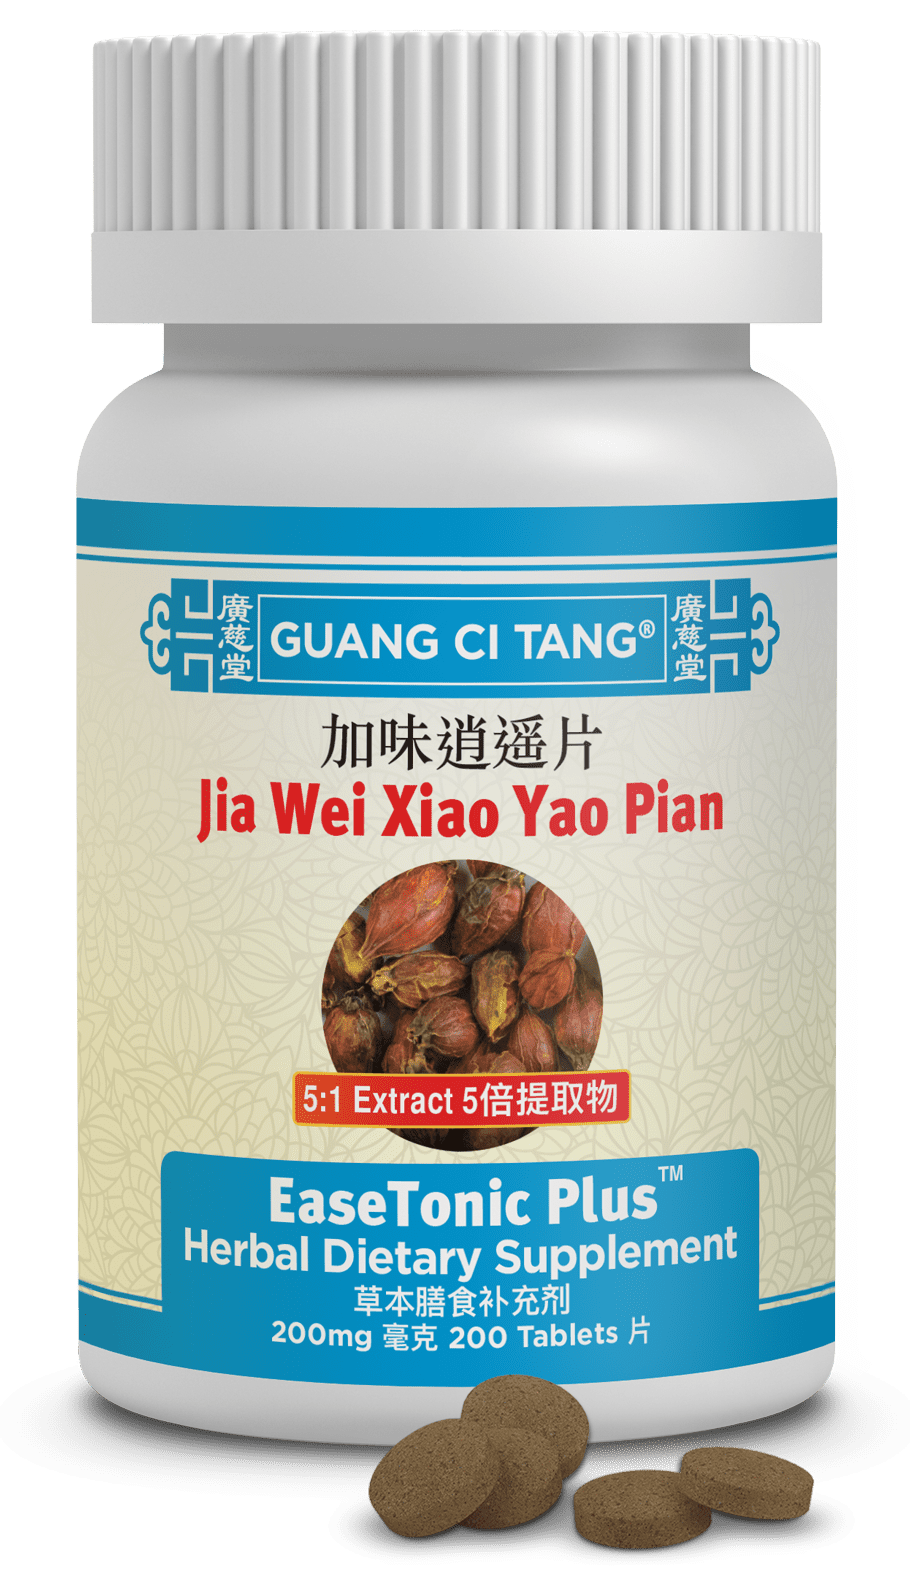 廣慈堂
GUANG CI TANG®
廣慈堂
加味逍遥片
Jia Wei Xiao Yao Pian
5:1 Extract 5倍提取物
EaseTonic Plus™
Herbal Dietary Supplement
草本膳食补充剂
200mg 毫克 200 Tablets 片